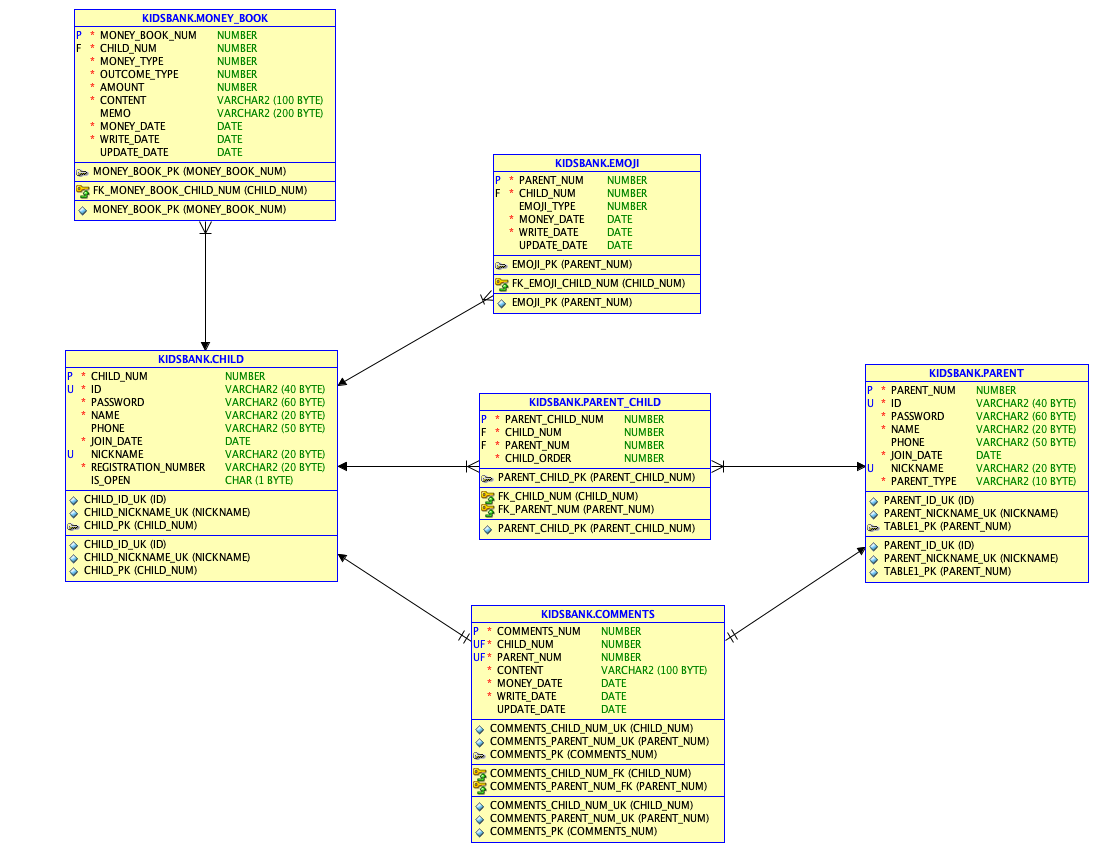 KIDSBANK.MONEY_BOOK
P * MONEY_BOOK_NUM NUMBER
F * CHILD_NUM NUMBER
* MONEY_TYPE NUMBER
* OUTCOME_TYPE NUMBER
* AMOUNT NUMBER
* CONTENT VARCHAR2 (100 BYTE)
MEMO VARCHAR2 (200 BYTE)
* MONEY_DATE DATE
* WRITE_DATE DATE
UPDATE_DATE DATE
MONEY_BOOK_PK (MONEY_BOOK_NUM)
FK_MONEY_BOOK_CHILD_NUM (CHILD_NUM)
MONEY_BOOK_PK (MONEY_BOOK_NUM)
KIDSBANK.EMOJI
P * PARENT_NUM NUMBER
F * CHILD_NUM NUMBER
EMOJI_TYPE NUMBER
* MONEY_DATE DATE
* WRITE_DATE DATE
UPDATE_DATE DATE
EMOJI_PK (PARENT_NUM)
FK_EMOJI_CHILD_NUM (CHILD_NUM)
EMOJI_PK (PARENT_NUM)
KIDSBANK.CHILD
P * CHILD_NUM NUMBER
U * ID VARCHAR2 (40 BYTE)
* PASSWORD VARCHAR2 (60 BYTE)
* NAME VARCHAR2 (20 BYTE)
PHONE VARCHAR2 (50 BYTE)
* JOIN_DATE DATE
U NICKNAME VARCHAR2 (20 BYTE)
* REGISTRATION_NUMBER VARCHAR2 (20 BYTE)
IS_OPEN CHAR (1 BYTE)
CHILD_ID_UK (ID)
CHILD_NICKNAME_UK (NICKNAME)
CHILD_PK (CHILD_NUM)
CHILD_ID_UK (ID)
CHILD_NICKNAME_UK (NICKNAME)
CHILD_PK (CHILD_NUM)
KIDSBANK.PARENT_CHILD
P * PARENT_CHILD_NUM NUMBER
F * CHILD_NUM NUMBER
F * PARENT_NUM NUMBER
* CHILD_ORDER NUMBER
PARENT_CHILD_PK (PARENT_CHILD_NUM)
FK_CHILD_NUM (CHILD_NUM)
FK_PARENT_NUM (PARENT_NUM)
PARENT_CHILD_PK (PARENT_CHILD_NUM)
KIDSBANK.PARENT
P * PARENT_NUM NUMBER
U * ID VARCHAR2 (40 BYTE)
* PASSWORD VARCHAR2 (60 BYTE)
* NAME VARCHAR2 (20 BYTE)
PHONE VARCHAR2 (50 BYTE)
* JOIN_DATE DATE
U NICKNAME VARCHAR2 (20 BYTE)
* PARENT_TYPE VARCHAR2 (10 BYTE)
PARENT_ID_UK (ID)
PARENT_NICKNAME_UK (NICKNAME)
TABLE1_PK (PARENT_NUM)
PARENT_ID_UK (ID)
PARENT_NICKNAME_UK (NICKNAME)
TABLE1_PK (PARENT_NUM)
KIDSBANK.COMMENTS
P * COMMENTS_NUM NUMBER
UF * CHILD_NUM NUMBER
UF * PARENT_NUM NUMBER
* CONTENT VARCHAR2 (100 BYTE)
* MONEY_DATE DATE
* WRITE_DATE DATE
UPDATE_DATE DATE
COMMENTS_CHILD_NUM_UK (CHILD_NUM)
COMMENTS_PARENT_NUM_UK (PARENT_NUM)
COMMENTS_PK (COMMENTS_NUM)
COMMENTS_CHILD_NUM_FK (CHILD_NUM)
COMMENTS_PARENT_NUM_FK (PARENT_NUM)
COMMENTS_CHILD_NUM_UK (CHILD_NUM)
COMMENTS_PARENT_NUM_UK (PARENT_NUM)
COMMENTS_PK (COMMENTS_NUM)